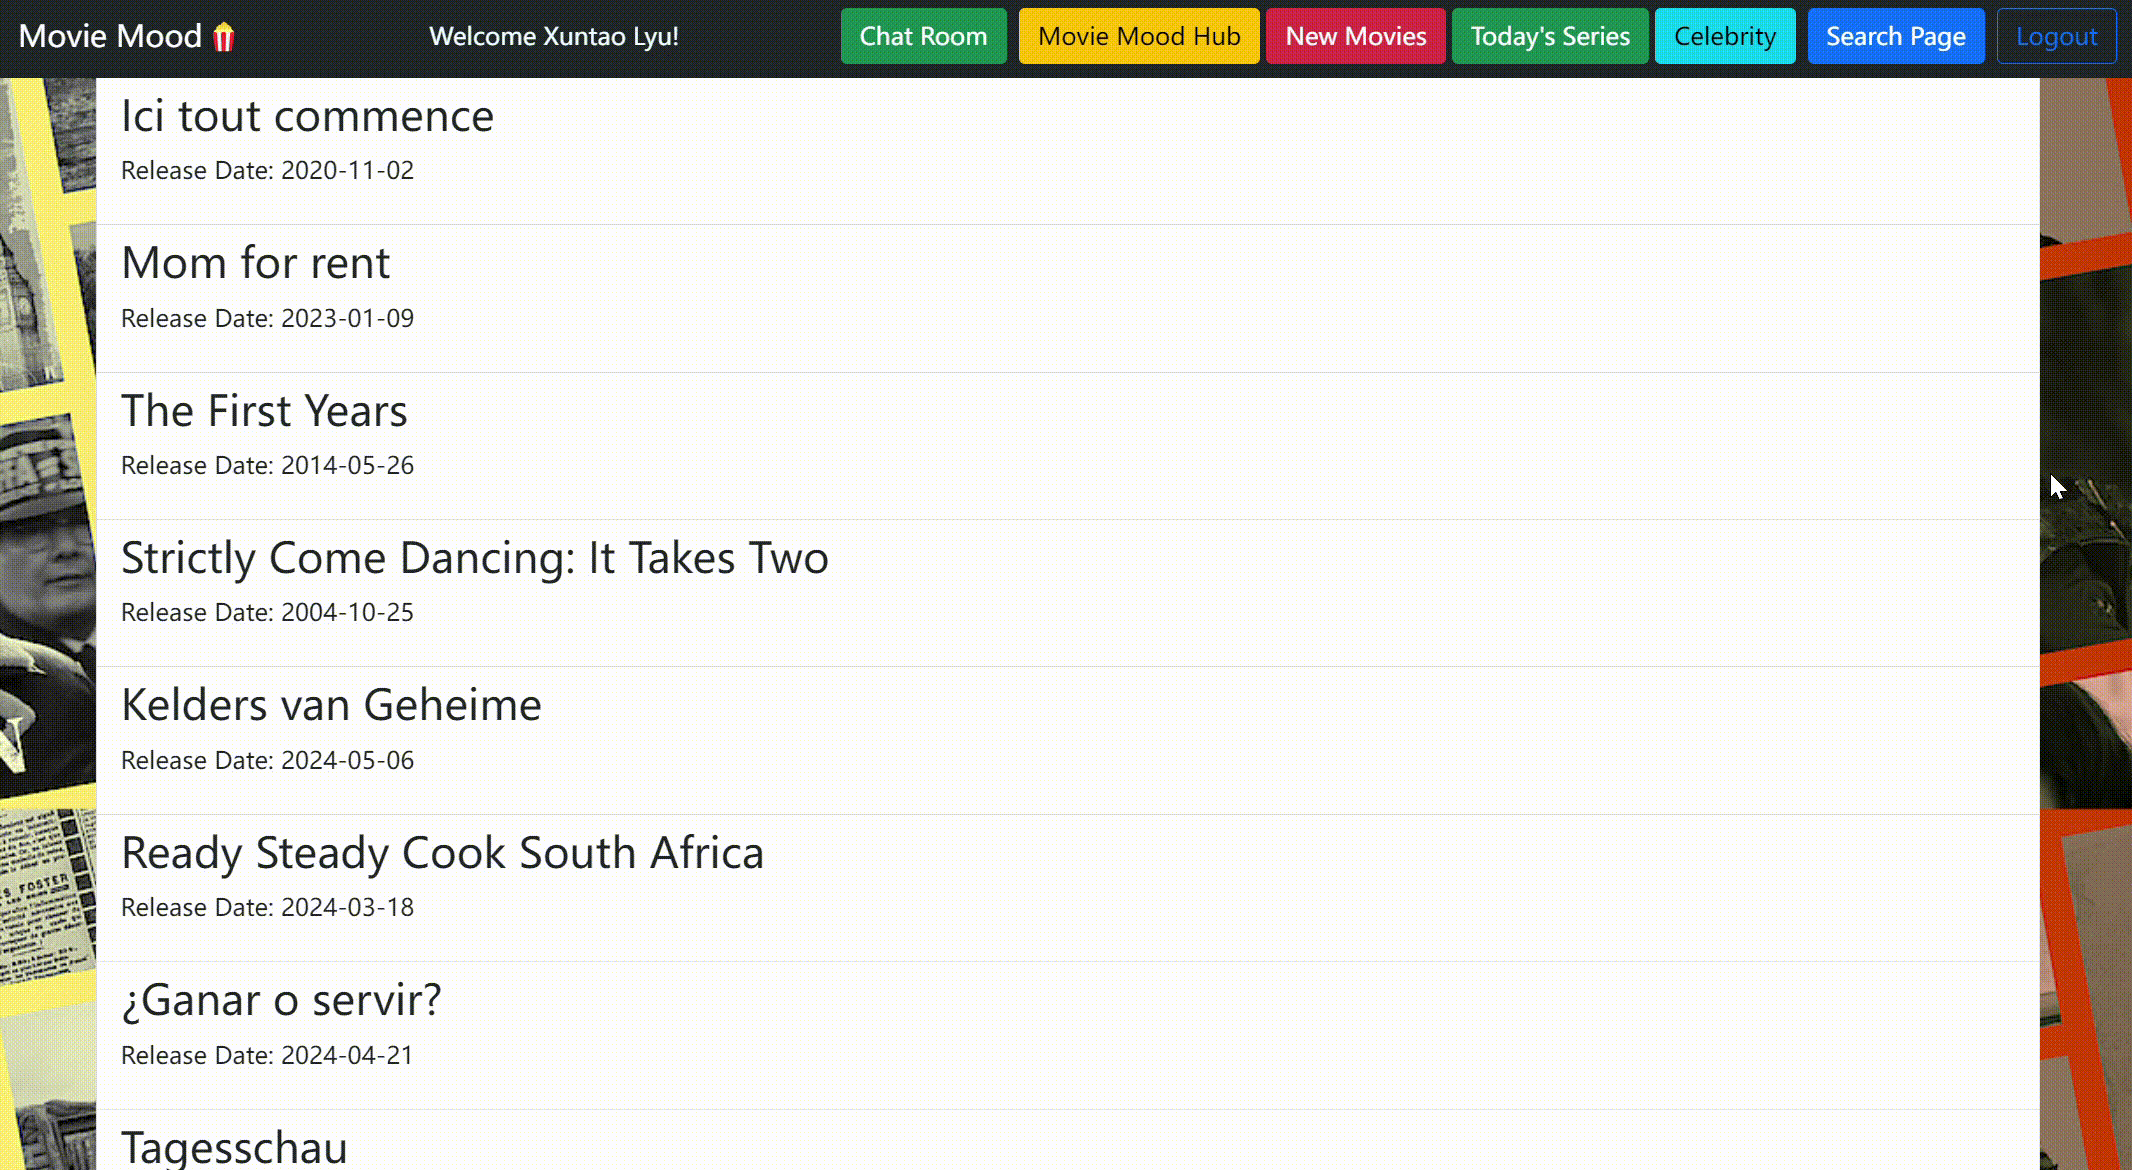 Movie Mood🍿
Welcome Xuntao Lyu!
Chat Room
Movie Mood Hub
New Movies
Today's Series
Celebrity
Search Page
Logout
Ici tout commence
Release Date: 2020-11-02
Mom for rent
Release Date: 2023-01-09
The First Years
Release Date: 2014-05-26
Strictly Come Dancing: It Takes Two
Release Date: 2004-10-25
Kelders van Geheime
Release Date: 2024-05-06
Ready Steady Cook South Africa
Release Date: 2024-03-18
¿Ganar o servir?
Release Date: 2024-04-21
Tagesschau
FOSTER